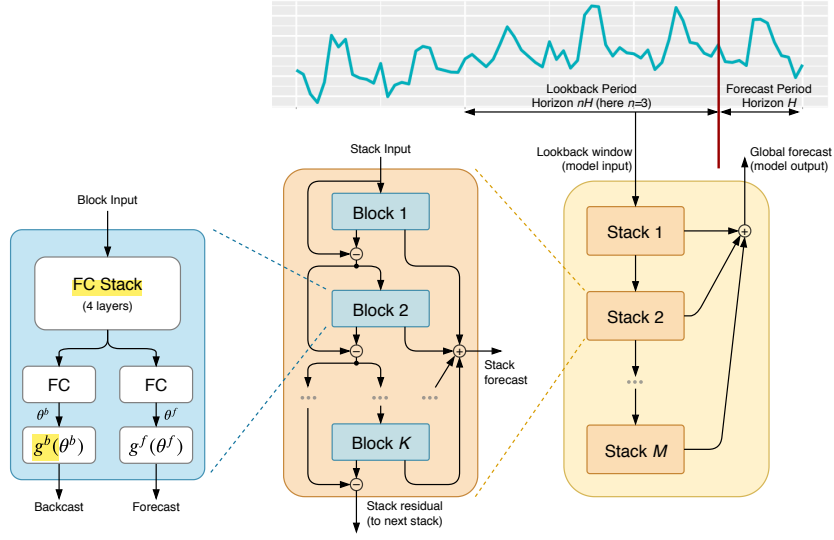 Lookback Period
Horizon nH (here n=3)
Forecast Period
Horizon H
Lookback window
(model input)
Global forecast
(model output)
Stack Input
Block Input
Block 1
−
Block 2
−
+
Stack
forecast
Block K
−
Stack residual
(to next stack)
FC Stack
(4 layers)
FC
FC
θᵇ
θᶠ
gᵇ(θᵇ)
gᶠ(θᶠ)
Backcast
Forecast
Stack 1
+
Stack 2
...
Stack M